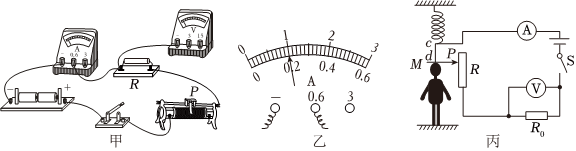 A
− 0.6 3
V
− 3 15
R
P
− +
甲
0 1 2 3
0 0.2 0.4 0.6
A
− 0.6 3
乙
A
c
d P
M
R
S
V
R₀
丙